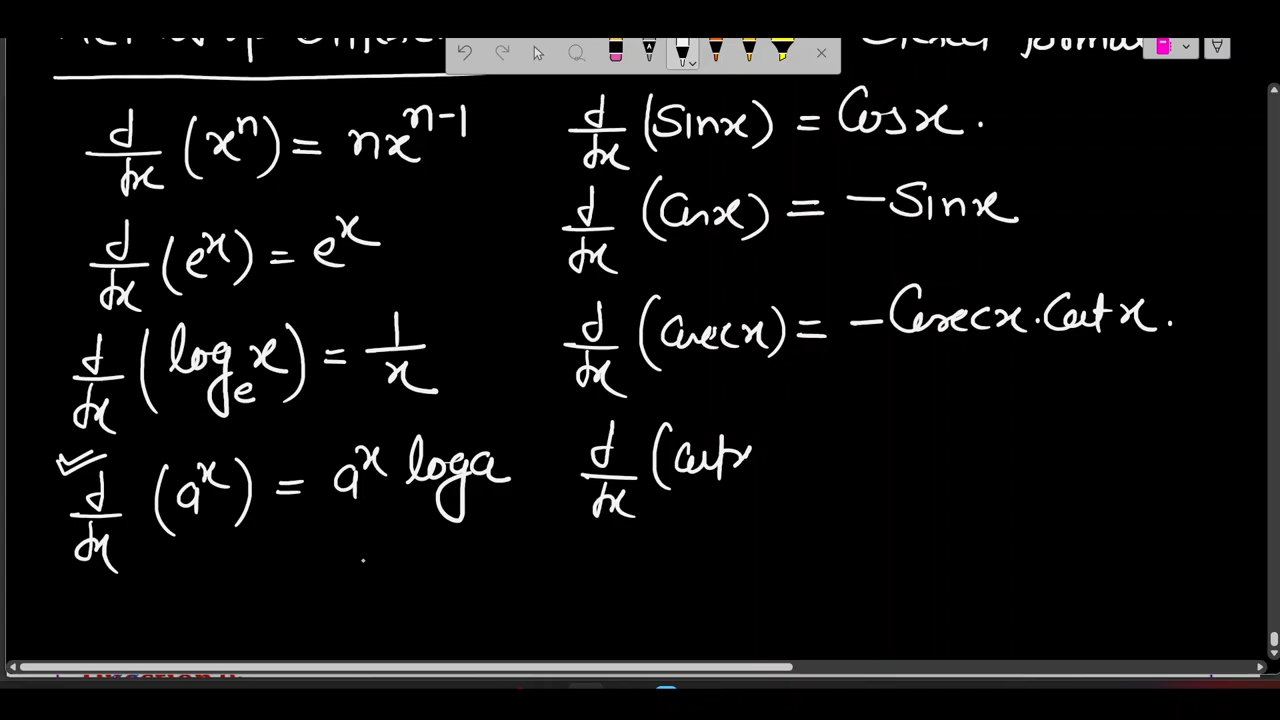 d/dx (x^n) = nx^(n-1)
d/dx (e^x) = e^x
d/dx (log_e x) = 1/x
d/dx (a^x) = a^x loga
d/dx (Sinx) = Cosx.
d/dx (Cosx) = -Sinx
d/dx (Cosecx) = -Cosecx.Cotx.
d/dx (cotx